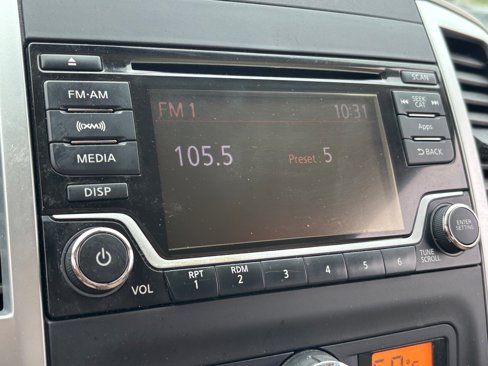 SCAN
FM·AM
SEEK
CAT
FM 1 10:31
((XM))
Apps
105.5 Preset : 5
MEDIA
BACK
DISP
ENTER
SETTING
VOL
RPT
1
RDM
2
3 4 5 6
TUNE
SCROLL